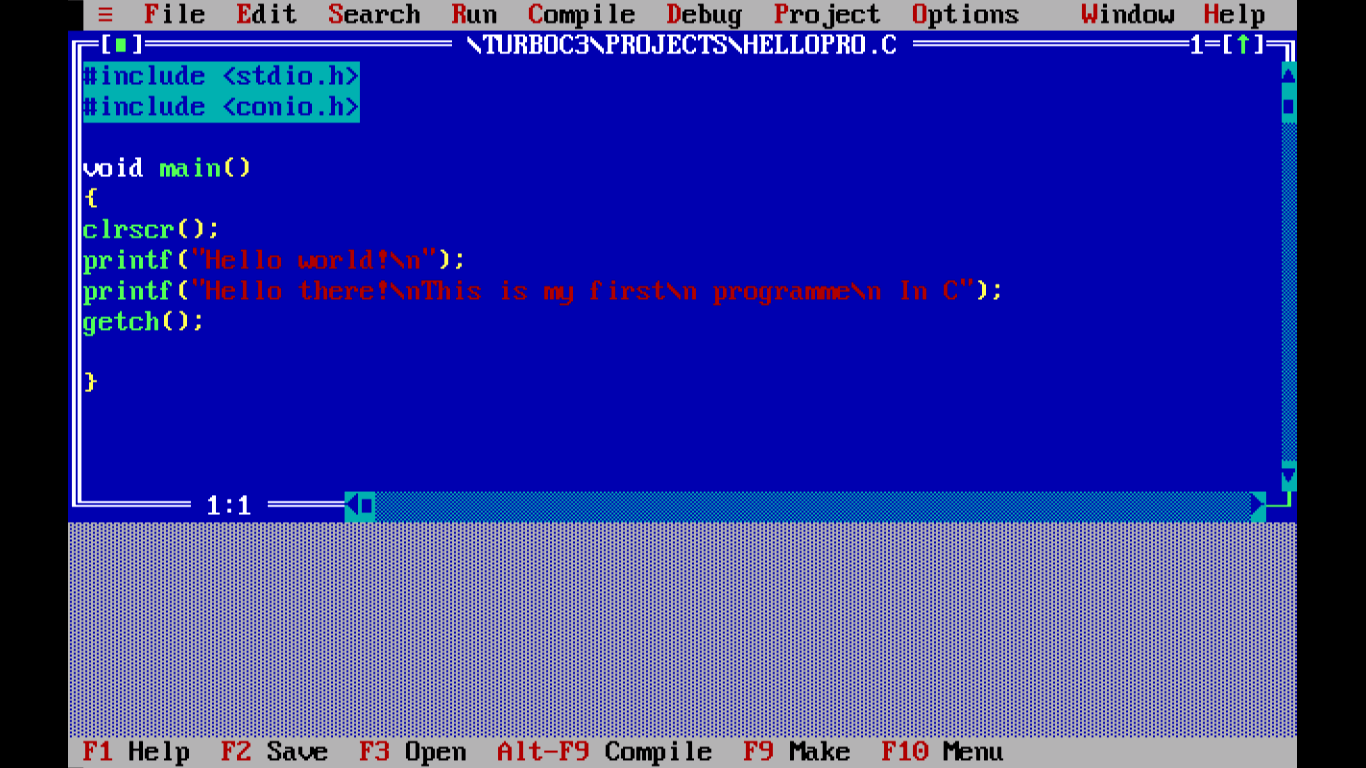 ≡ File Edit Search Run Compile Debug Project Options Window Help
[■] \TURBOC3\PROJECTS\HELLOPRO.C 1=[↑]
#include <stdio.h>
#include <conio.h>
void main()
{
clrscr();
printf("Hello world!\n");
printf("Hello there!\nThis is my first\n programme\n In C");
getch();
}
1:1
F1 Help F2 Save F3 Open Alt-F9 Compile F9 Make F10 Menu